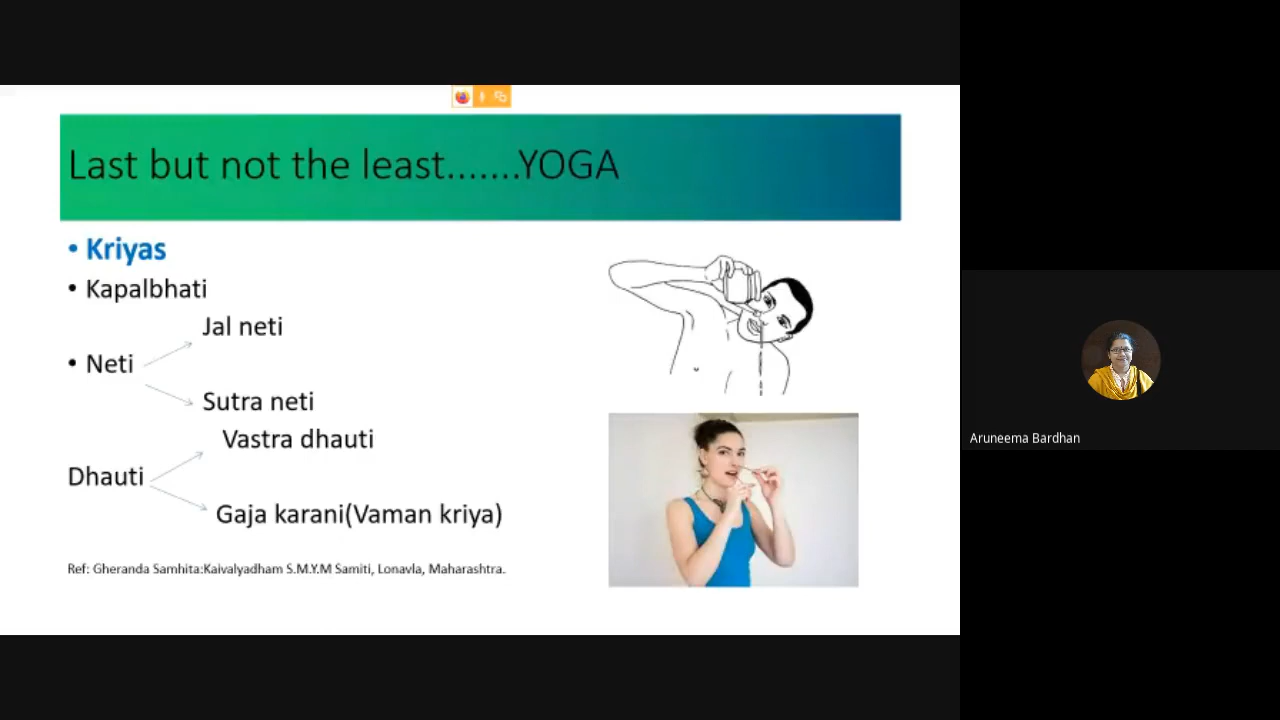 Last but not the least.......YOGA
• Kriyas
• Kapalbhati
Jal neti
• Neti
Sutra neti
Vastra dhauti
Dhauti
Gaja karani(Vaman kriya)
Ref: Gheranda Samhita:Kaivalyadham S.M.Y.M Samiti, Lonavla, Maharashtra.
Aruneema Bardhan